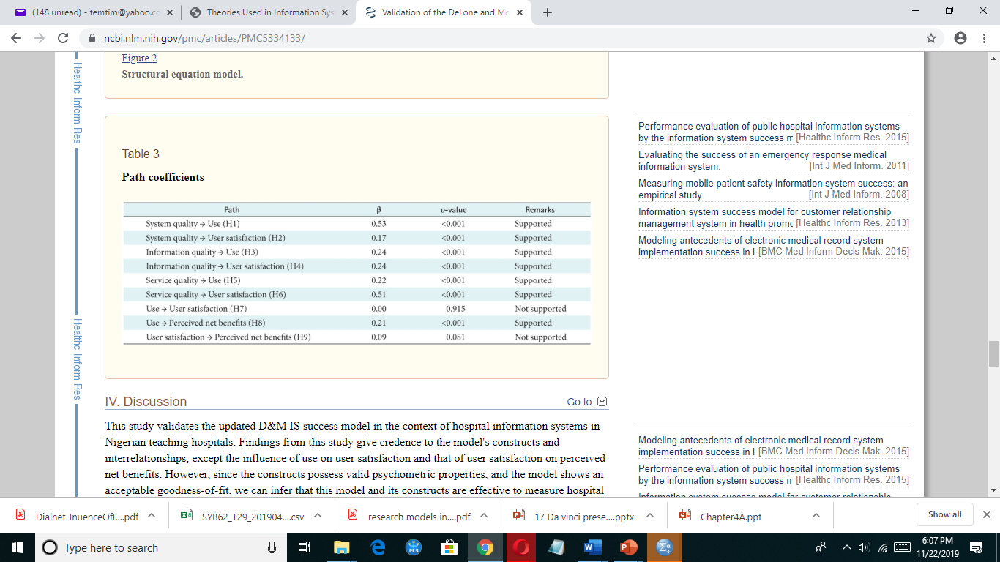 (148 unread) - temtim@yahoo.cc
Theories Used in Information Sys
Validation of the DeLone and Mc
ncbi.nlm.nih.gov/pmc/articles/PMC5334133/
Healthc Inform Res
Healthc Inform Res
Figure 2
Structural equation model.
Table 3
Path coefficients
Path β p-value Remarks
System quality → Use (H1) 0.53 <0.001 Supported
System quality → User satisfaction (H2) 0.17 <0.001 Supported
Information quality → Use (H3) 0.24 <0.001 Supported
Information quality → User satisfaction (H4) 0.24 <0.001 Supported
Service quality → Use (H5) 0.22 <0.001 Supported
Service quality → User satisfaction (H6) 0.51 <0.001 Supported
Use → User satisfaction (H7) 0.00 0.915 Not supported
Use → Perceived net benefits (H8) 0.21 <0.001 Supported
User satisfaction → Perceived net benefits (H9) 0.09 0.081 Not supported
IV. Discussion Go to:
This study validates the updated D&M IS success model in the context of hospital information systems in
Nigerian teaching hospitals. Findings from this study give credence to the model's constructs and
interrelationships, except the influence of use on user satisfaction and that of user satisfaction on perceived
net benefits. However, since the constructs possess valid psychometric properties, and the model shows an
acceptable goodness-of-fit, we can infer that this model and its constructs are effective to measure hospital
Performance evaluation of public hospital information systems
by the information system success m [Healthc Inform Res. 2015]
Evaluating the success of an emergency response medical
information system. [Int J Med Inform. 2011]
Measuring mobile patient safety information system success: an
empirical study. [Int J Med Inform. 2008]
Information system success model for customer relationship
management system in health promo [Healthc Inform Res. 2013]
Modeling antecedents of electronic medical record system
implementation success in l [BMC Med Inform Decis Mak. 2015]
Modeling antecedents of electronic medical record system
implementation success in l [BMC Med Inform Decis Mak. 2015]
Performance evaluation of public hospital information systems
by the information system success m [Healthc Inform Res. 2015]
Information system success model for customer relationship
Dialnet-InuenceOfl....pdf
SYB62_T29_201904....csv
research models in....pdf
17 Da vinci prese....pptx
Chapter4A.ppt
Show all
Type here to search
PLS
6:07 PM
11/22/2019